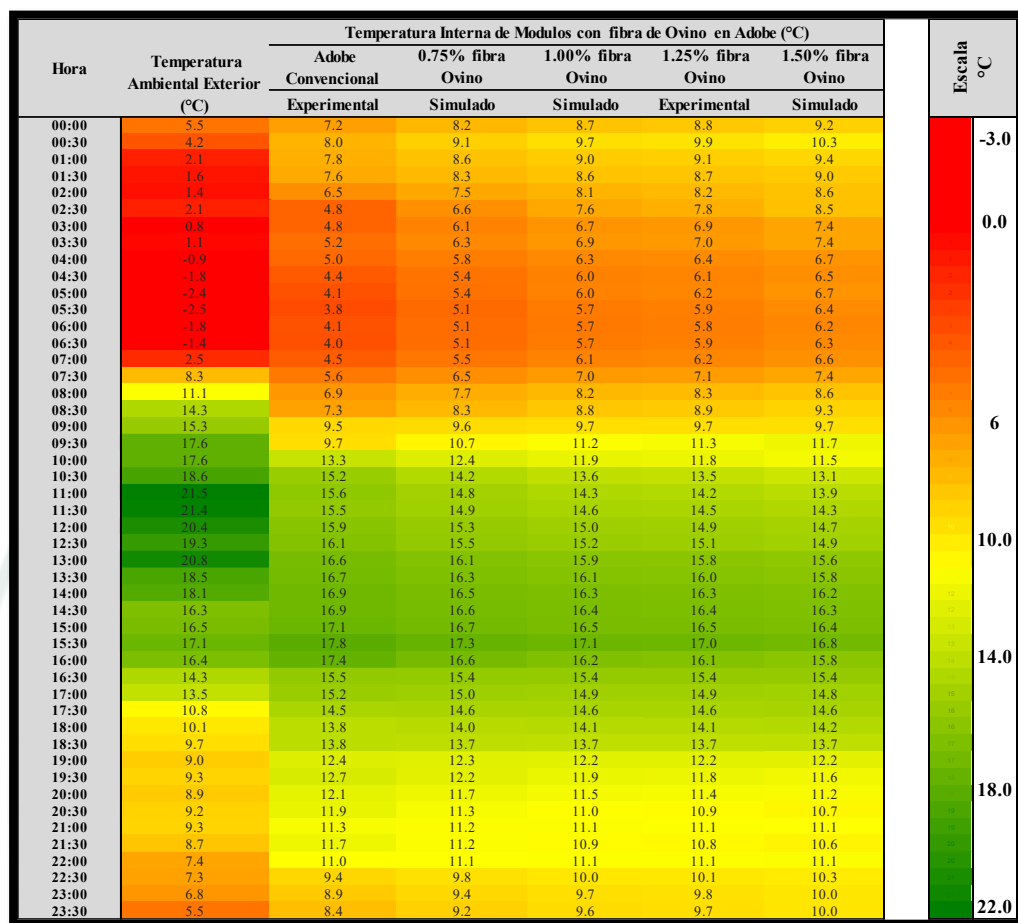 Temperatura Interna de Modulos con fibra de Ovino en Adobe (°C)
Hora Temperatura Ambiental Exterior (°C) Adobe Convencional 0.75% fibra Ovino 1.00% fibra Ovino 1.25% fibra Ovino 1.50% fibra Ovino
Experimental Simulado Simulado Experimental Simulado
00:00 5.5 7.2 8.2 8.7 8.8 9.2
00:30 4.2 8.0 9.1 9.7 9.9 10.3
01:00 2.1 7.8 8.6 9.0 9.1 9.4
01:30 1.6 7.6 8.3 8.6 8.7 9.0
02:00 1.4 6.5 7.5 8.1 8.2 8.6
02:30 2.1 4.8 6.6 7.6 7.8 8.5
03:00 0.8 4.8 6.1 6.7 6.9 7.4
03:30 1.1 5.2 6.3 6.9 7.0 7.4
04:00 -0.9 5.0 5.8 6.3 6.4 6.7
04:30 -1.8 4.4 5.4 6.0 6.1 6.5
05:00 -2.4 4.1 5.4 6.0 6.2 6.7
05:30 -2.5 3.8 5.1 5.7 5.9 6.4
06:00 -1.8 4.1 5.1 5.7 5.8 6.2
06:30 -1.4 4.0 5.1 5.7 5.9 6.3
07:00 2.5 4.5 5.5 6.1 6.2 6.6
07:30 8.3 5.6 6.5 7.0 7.1 7.4
08:00 11.1 6.9 7.7 8.2 8.3 8.6
08:30 14.3 7.3 8.3 8.8 8.9 9.3
09:00 15.3 9.5 9.6 9.7 9.7 9.7
09:30 17.6 9.7 10.7 11.2 11.3 11.7
10:00 17.6 13.3 12.4 11.9 11.8 11.5
10:30 18.6 15.2 14.2 13.6 13.5 13.1
11:00 21.5 15.6 14.8 14.3 14.2 13.9
11:30 21.4 15.5 14.9 14.6 14.5 14.3
12:00 20.4 15.9 15.3 15.0 14.9 14.7
12:30 19.3 16.1 15.5 15.2 15.1 14.9
13:00 20.8 16.6 16.1 15.9 15.8 15.6
13:30 18.5 16.7 16.3 16.1 16.0 15.8
14:00 18.1 16.9 16.5 16.3 16.3 16.2
14:30 16.3 16.9 16.6 16.4 16.4 16.3
15:00 16.5 17.1 16.7 16.5 16.5 16.4
15:30 17.1 17.8 17.3 17.1 17.0 16.8
16:00 16.4 17.4 16.6 16.2 16.1 15.8
16:30 14.3 15.5 15.4 15.4 15.4 15.4
17:00 13.5 15.2 15.0 14.9 14.9 14.8
17:30 10.8 14.5 14.6 14.6 14.6 14.6
18:00 10.1 13.8 14.0 14.1 14.1 14.2
18:30 9.7 13.8 13.7 13.7 13.7 13.7
19:00 9.0 12.4 12.3 12.2 12.2 12.2
19:30 9.3 12.7 12.2 11.9 11.8 11.6
20:00 8.9 12.1 11.7 11.5 11.4 11.2
20:30 9.2 11.9 11.3 11.0 10.9 10.7
21:00 9.3 11.3 11.2 11.1 11.1 11.1
21:30 8.7 11.7 11.2 10.9 10.8 10.6
22:00 7.4 11.0 11.1 11.1 11.1 11.1
22:30 7.3 9.4 9.8 10.0 10.1 10.3
23:00 6.8 8.9 9.4 9.7 9.8 10.0
23:30 5.5 8.4 9.2 9.6 9.7 10.0
Escala °C
-3.0
0.0
6
10.0
14.0
18.0
22.0